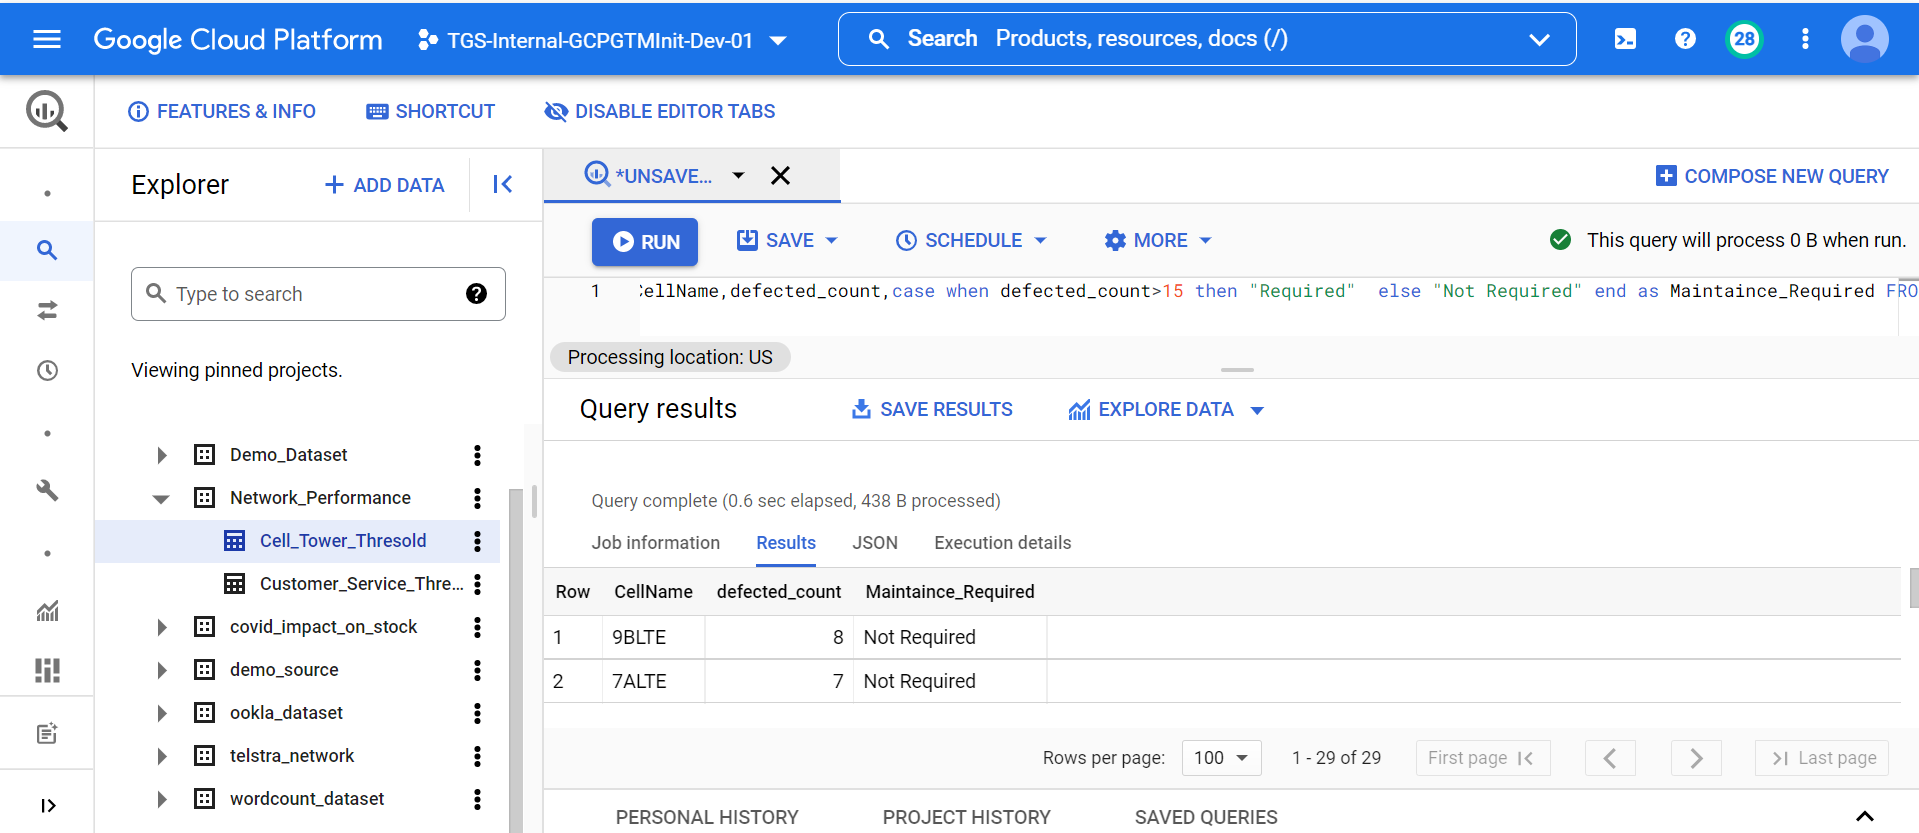 Google Cloud Platform TGS-Internal-GCPGTMInit-Dev-01 Search Products, resources, docs (/) 28
FEATURES & INFO SHORTCUT DISABLE EDITOR TABS
Explorer + ADD DATA
*UNSAVE... COMPOSE NEW QUERY
RUN SAVE SCHEDULE MORE This query will process 0 B when run.
Type to search
1 CellName,defected_count,case when defected_count>15 then "Required" else "Not Required" end as Maintaince_Required FRO
Processing location: US
Viewing pinned projects.
Query results SAVE RESULTS EXPLORE DATA
Demo_Dataset
Network_Performance
Cell_Tower_Thresold
Customer_Service_Thre...
covid_impact_on_stock
demo_source
ookla_dataset
telstra_network
wordcount_dataset
Query complete (0.6 sec elapsed, 438 B processed)
Job information Results JSON Execution details
Row CellName defected_count Maintaince_Required
1 9BLTE 8 Not Required
2 7ALTE 7 Not Required
Rows per page: 100 1 - 29 of 29 First page Last page
PERSONAL HISTORY PROJECT HISTORY SAVED QUERIES